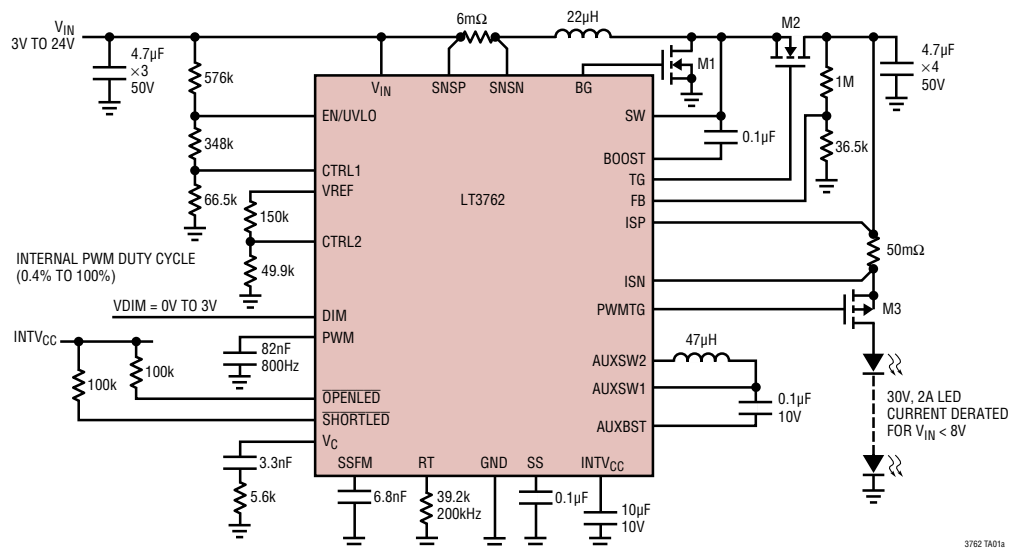 VIN
3V TO 24V
4.7µF
×3
50V
6mΩ
22µH
M2
M1
4.7µF
×4
50V
576k
348k
66.5k
150k
49.9k
1M
36.5k
0.1µF
VIN
SNSP
SNSN
BG
EN/UVLO
CTRL1
VREF
CTRL2
DIM
PWM
OPENLED
SHORTLED
VC
SSFM
RT
GND
SS
INTVCC
LT3762
SW
BOOST
TG
FB
ISP
ISN
PWMTG
AUXSW2
AUXSW1
AUXBST
INTERNAL PWM DUTY CYCLE
(0.4% TO 100%)
VDIM = 0V TO 3V
INTVCC
100k
100k
82nF
800Hz
3.3nF
5.6k
6.8nF
39.2k
200kHz
0.1µF
10µF
10V
50mΩ
M3
47µH
0.1µF
10V
30V, 2A LED
CURRENT DERATED
FOR VIN < 8V
3762 TA01a